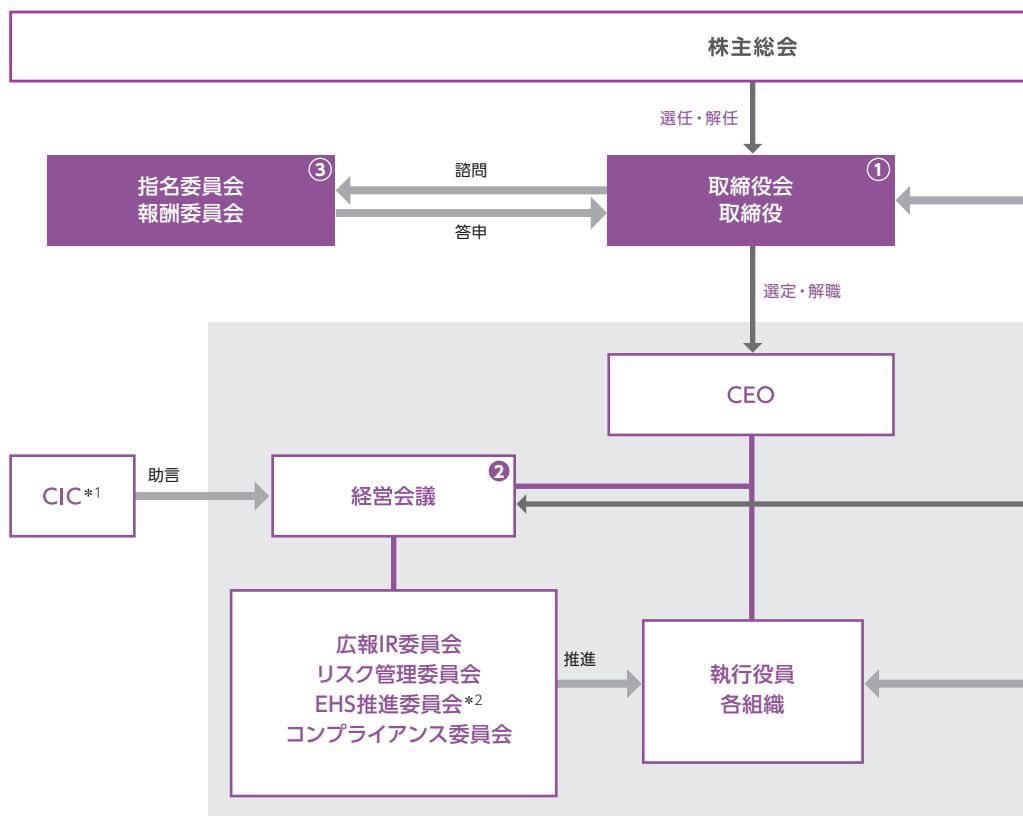 株主総会
選任・解任
③
指名委員会
報酬委員会
諮問
答申
①
取締役会
取締役
選定・解職
CEO
CIC*1
助言
❷
経営会議
広報IR委員会
リスク管理委員会
EHS推進委員会*2
コンプライアンス委員会
推進
執行役員
各組織